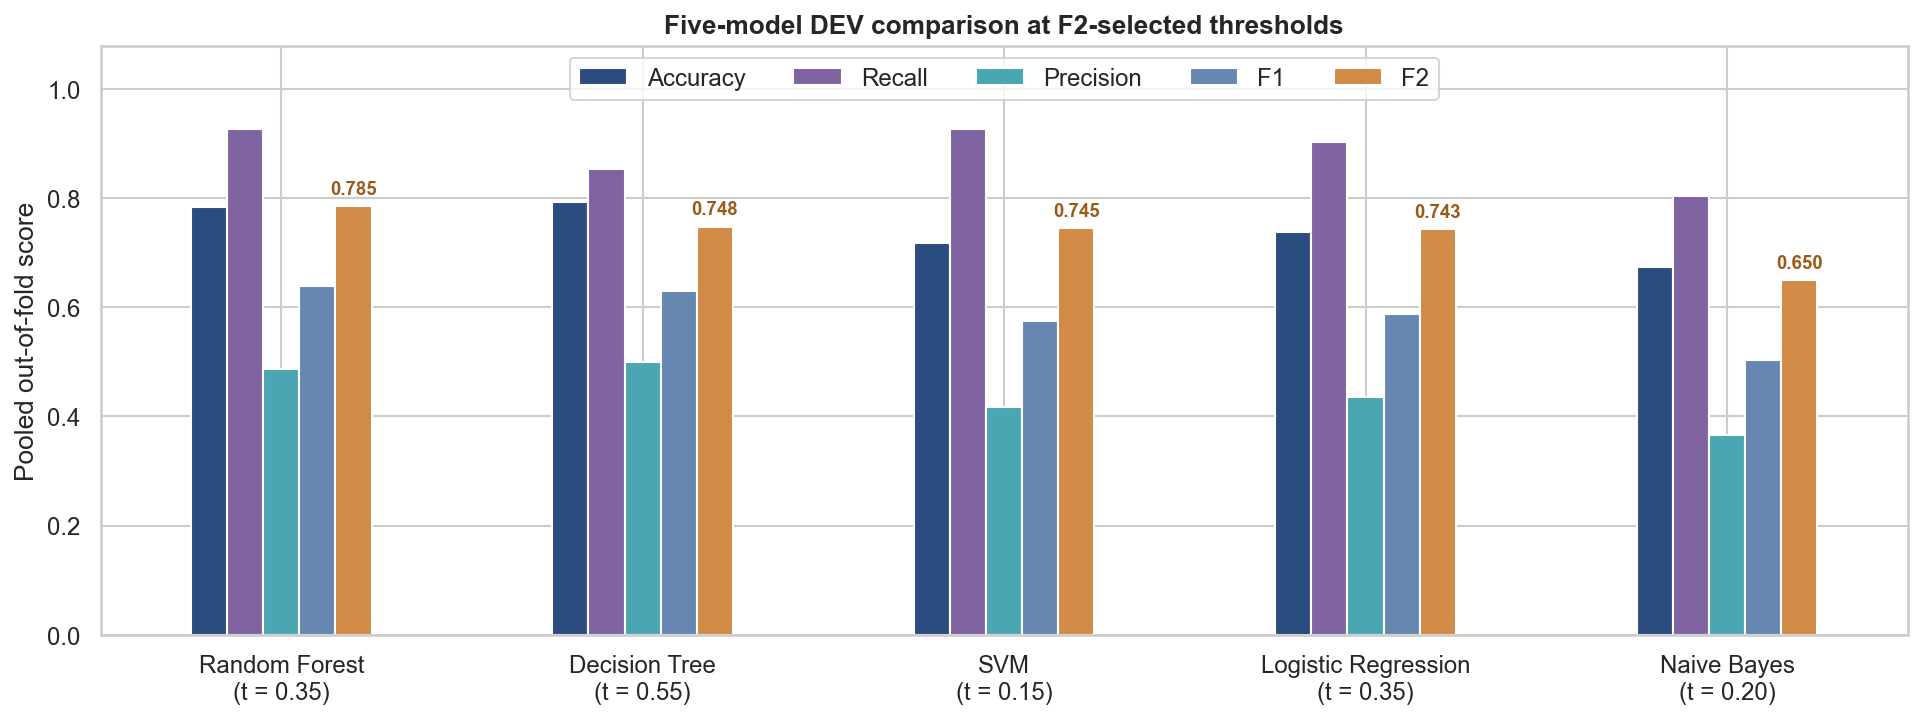 Five-model DEV comparison at F2-selected thresholds
Accuracy Recall Precision F1 F2
Pooled out-of-fold score
1.0
0.8
0.6
0.4
0.2
0.0
0.785
0.748
0.745
0.743
0.650
Random Forest
(t = 0.35)
Decision Tree
(t = 0.55)
SVM
(t = 0.15)
Logistic Regression
(t = 0.35)
Naive Bayes
(t = 0.20)